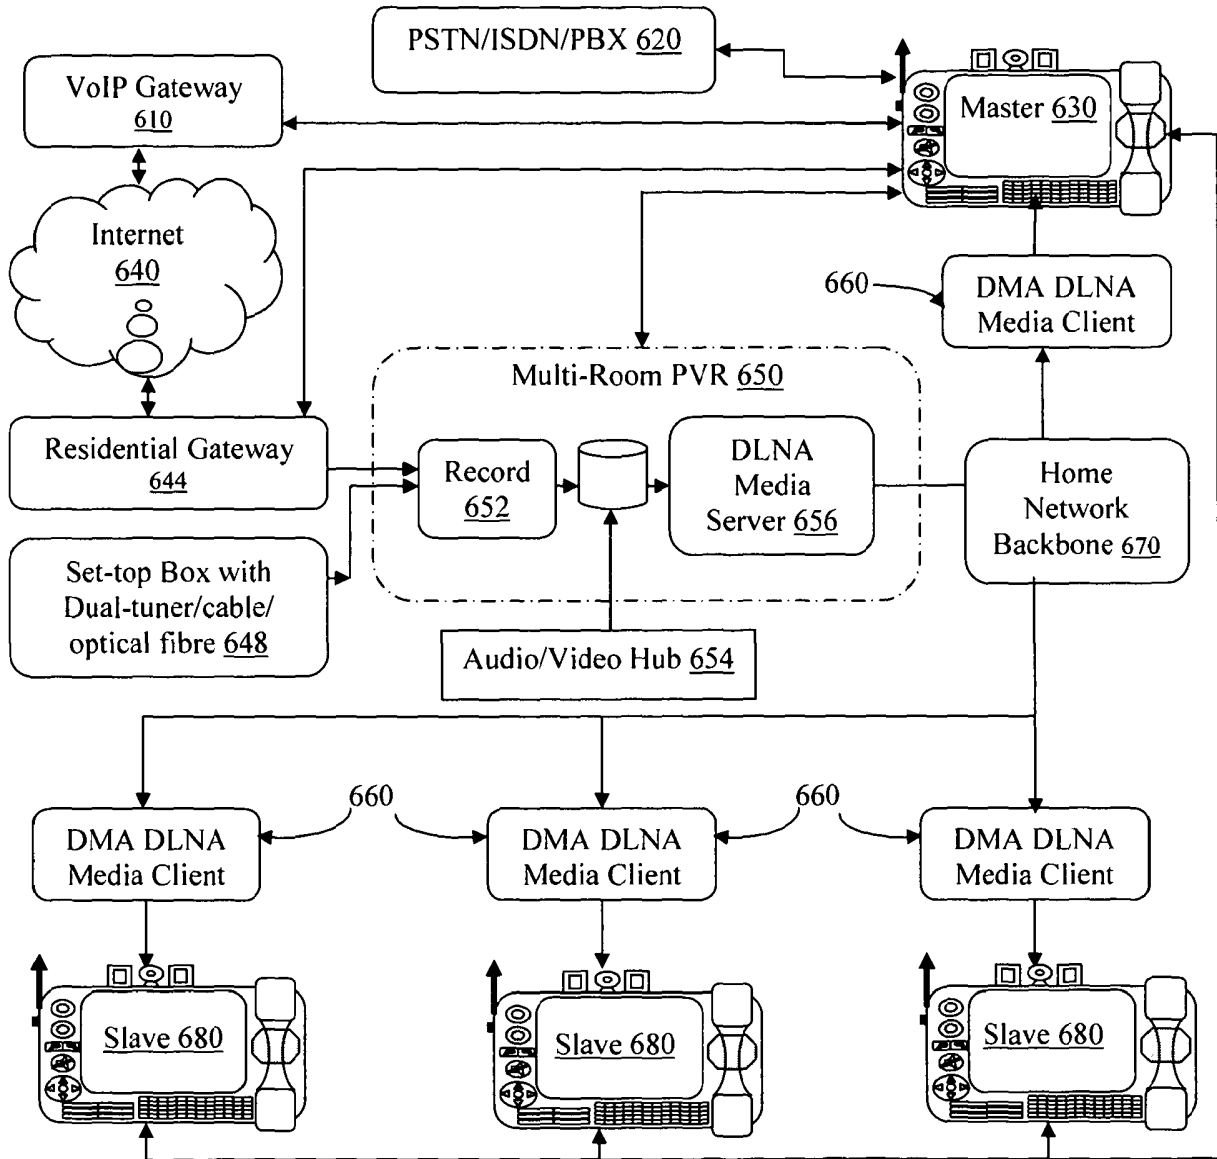 PSTN/ISDN/PBX 620
VoIP Gateway
610
Master 630
Internet
640
660
DMA DLNA
Media Client
Multi-Room PVR 650
Residential Gateway
644
Record
652
DLNA
Media
Server 656
Home
Network
Backbone 670
Set-top Box with
Dual-tuner/cable/
optical fibre 648
Audio/Video Hub 654
660
660
DMA DLNA
Media Client
DMA DLNA
Media Client
DMA DLNA
Media Client
Slave 680
Slave 680
Slave 680